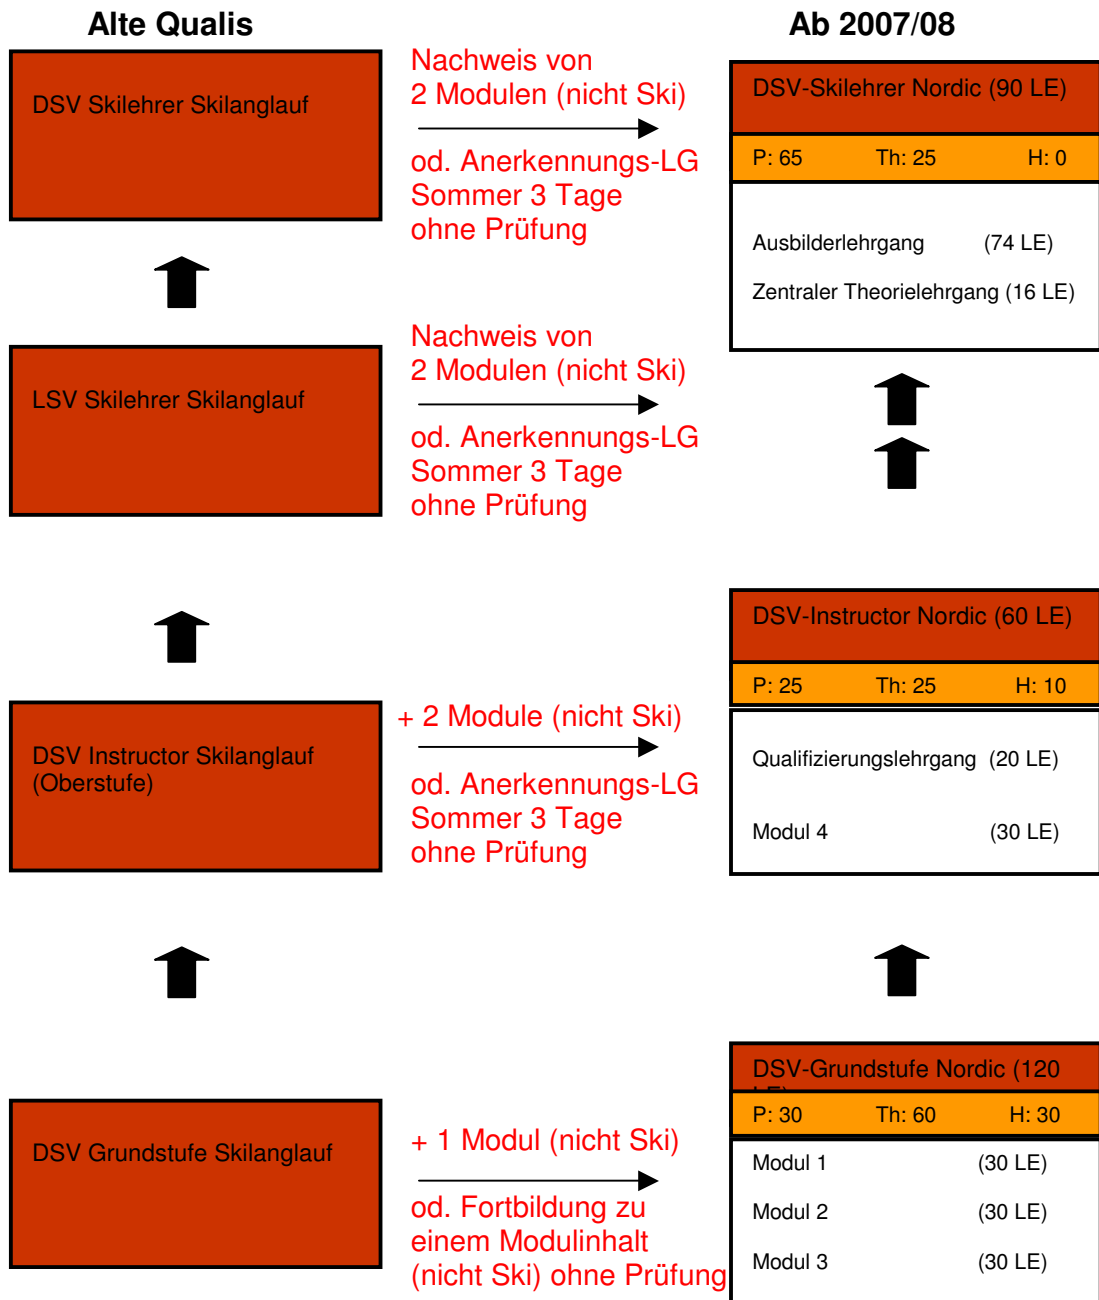 Alte Qualis
Ab 2007/08
DSV Skilehrer Skilanglauf
Nachweis von
2 Modulen (nicht Ski)
od. Anerkennungs-LG
Sommer 3 Tage
ohne Prüfung
DSV-Skilehrer Nordic (90 LE)
P: 65 Th: 25 H: 0
Ausbilderlehrgang (74 LE)
Zentraler Theorielehrgang (16 LE)
LSV Skilehrer Skilanglauf
Nachweis von
2 Modulen (nicht Ski)
od. Anerkennungs-LG
Sommer 3 Tage
ohne Prüfung
DSV Instructor Skilanglauf
(Oberstufe)
+ 2 Module (nicht Ski)
od. Anerkennungs-LG
Sommer 3 Tage
ohne Prüfung
DSV-Instructor Nordic (60 LE)
P: 25 Th: 25 H: 10
Qualifizierungslehrgang (20 LE)
Modul 4 (30 LE)
DSV Grundstufe Skilanglauf
+ 1 Modul (nicht Ski)
od. Fortbildung zu
einem Modulinhalt
(nicht Ski) ohne Prüfung
DSV-Grundstufe Nordic (120
P: 30 Th: 60 H: 30
Modul 1 (30 LE)
Modul 2 (30 LE)
Modul 3 (30 LE)